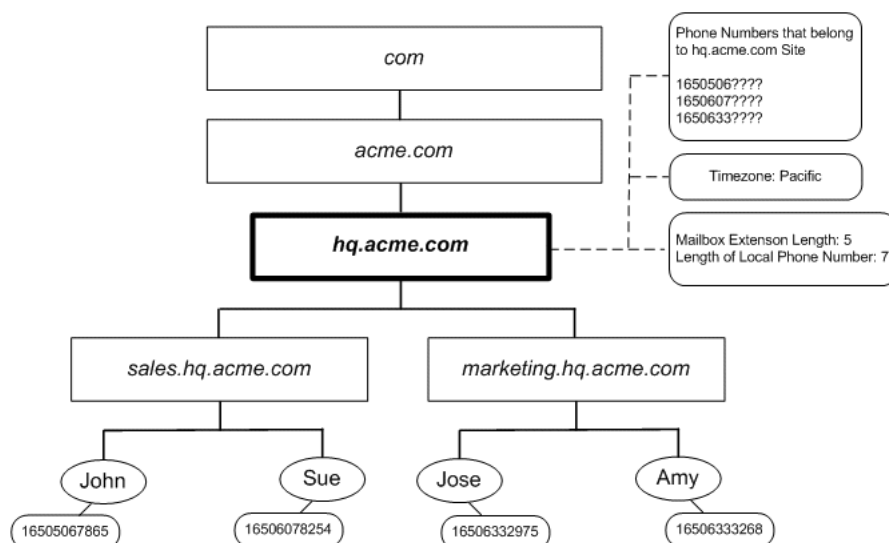 com
Phone Numbers that belong
to hq.acme.com Site
1650506????
1650607????
1650633????
acme.com
Timezone: Pacific
hq.acme.com
Mailbox Extenson Length: 5
Length of Local Phone Number: 7
sales.hq.acme.com
marketing.hq.acme.com
John
Sue
Jose
Amy
16505067865
16506078254
16506332975
16506333268